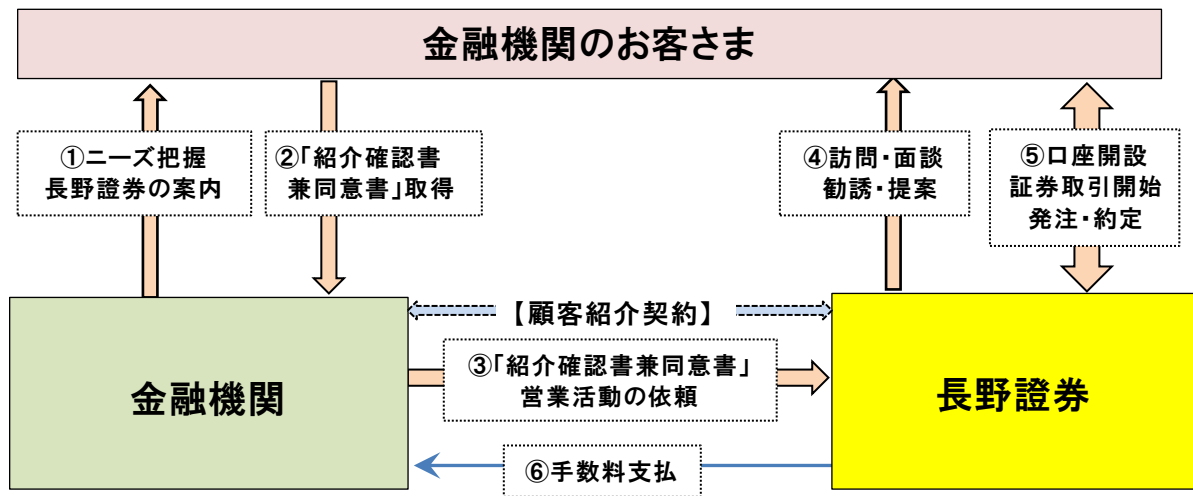 金融機関のお客さま
①ニーズ把握
長野證券の案内
②「紹介確認書
兼同意書」取得
④訪問・面談
勧誘・提案
⑤口座開設
証券取引開始
発注・約定
【顧客紹介契約】
金融機関
③「紹介確認書兼同意書」
営業活動の依頼
長野證券
⑥手数料支払